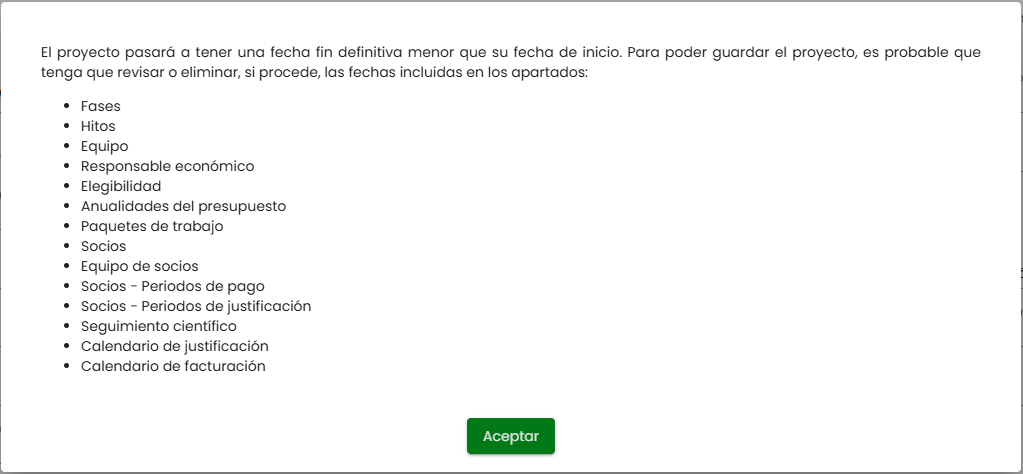 El proyecto pasará a tener una fecha fin definitiva menor que su fecha de inicio. Para poder guardar el proyecto, es probable que
tenga que revisar o eliminar, si procede, las fechas incluidas en los apartados:
• Fases
• Hitos
• Equipo
• Responsable económico
• Elegibilidad
• Anualidades del presupuesto
• Paquetes de trabajo
• Socios
• Equipo de socios
• Socios - Periodos de pago
• Socios - Periodos de justificación
• Seguimiento científico
• Calendario de justificación
• Calendario de facturación
Aceptar